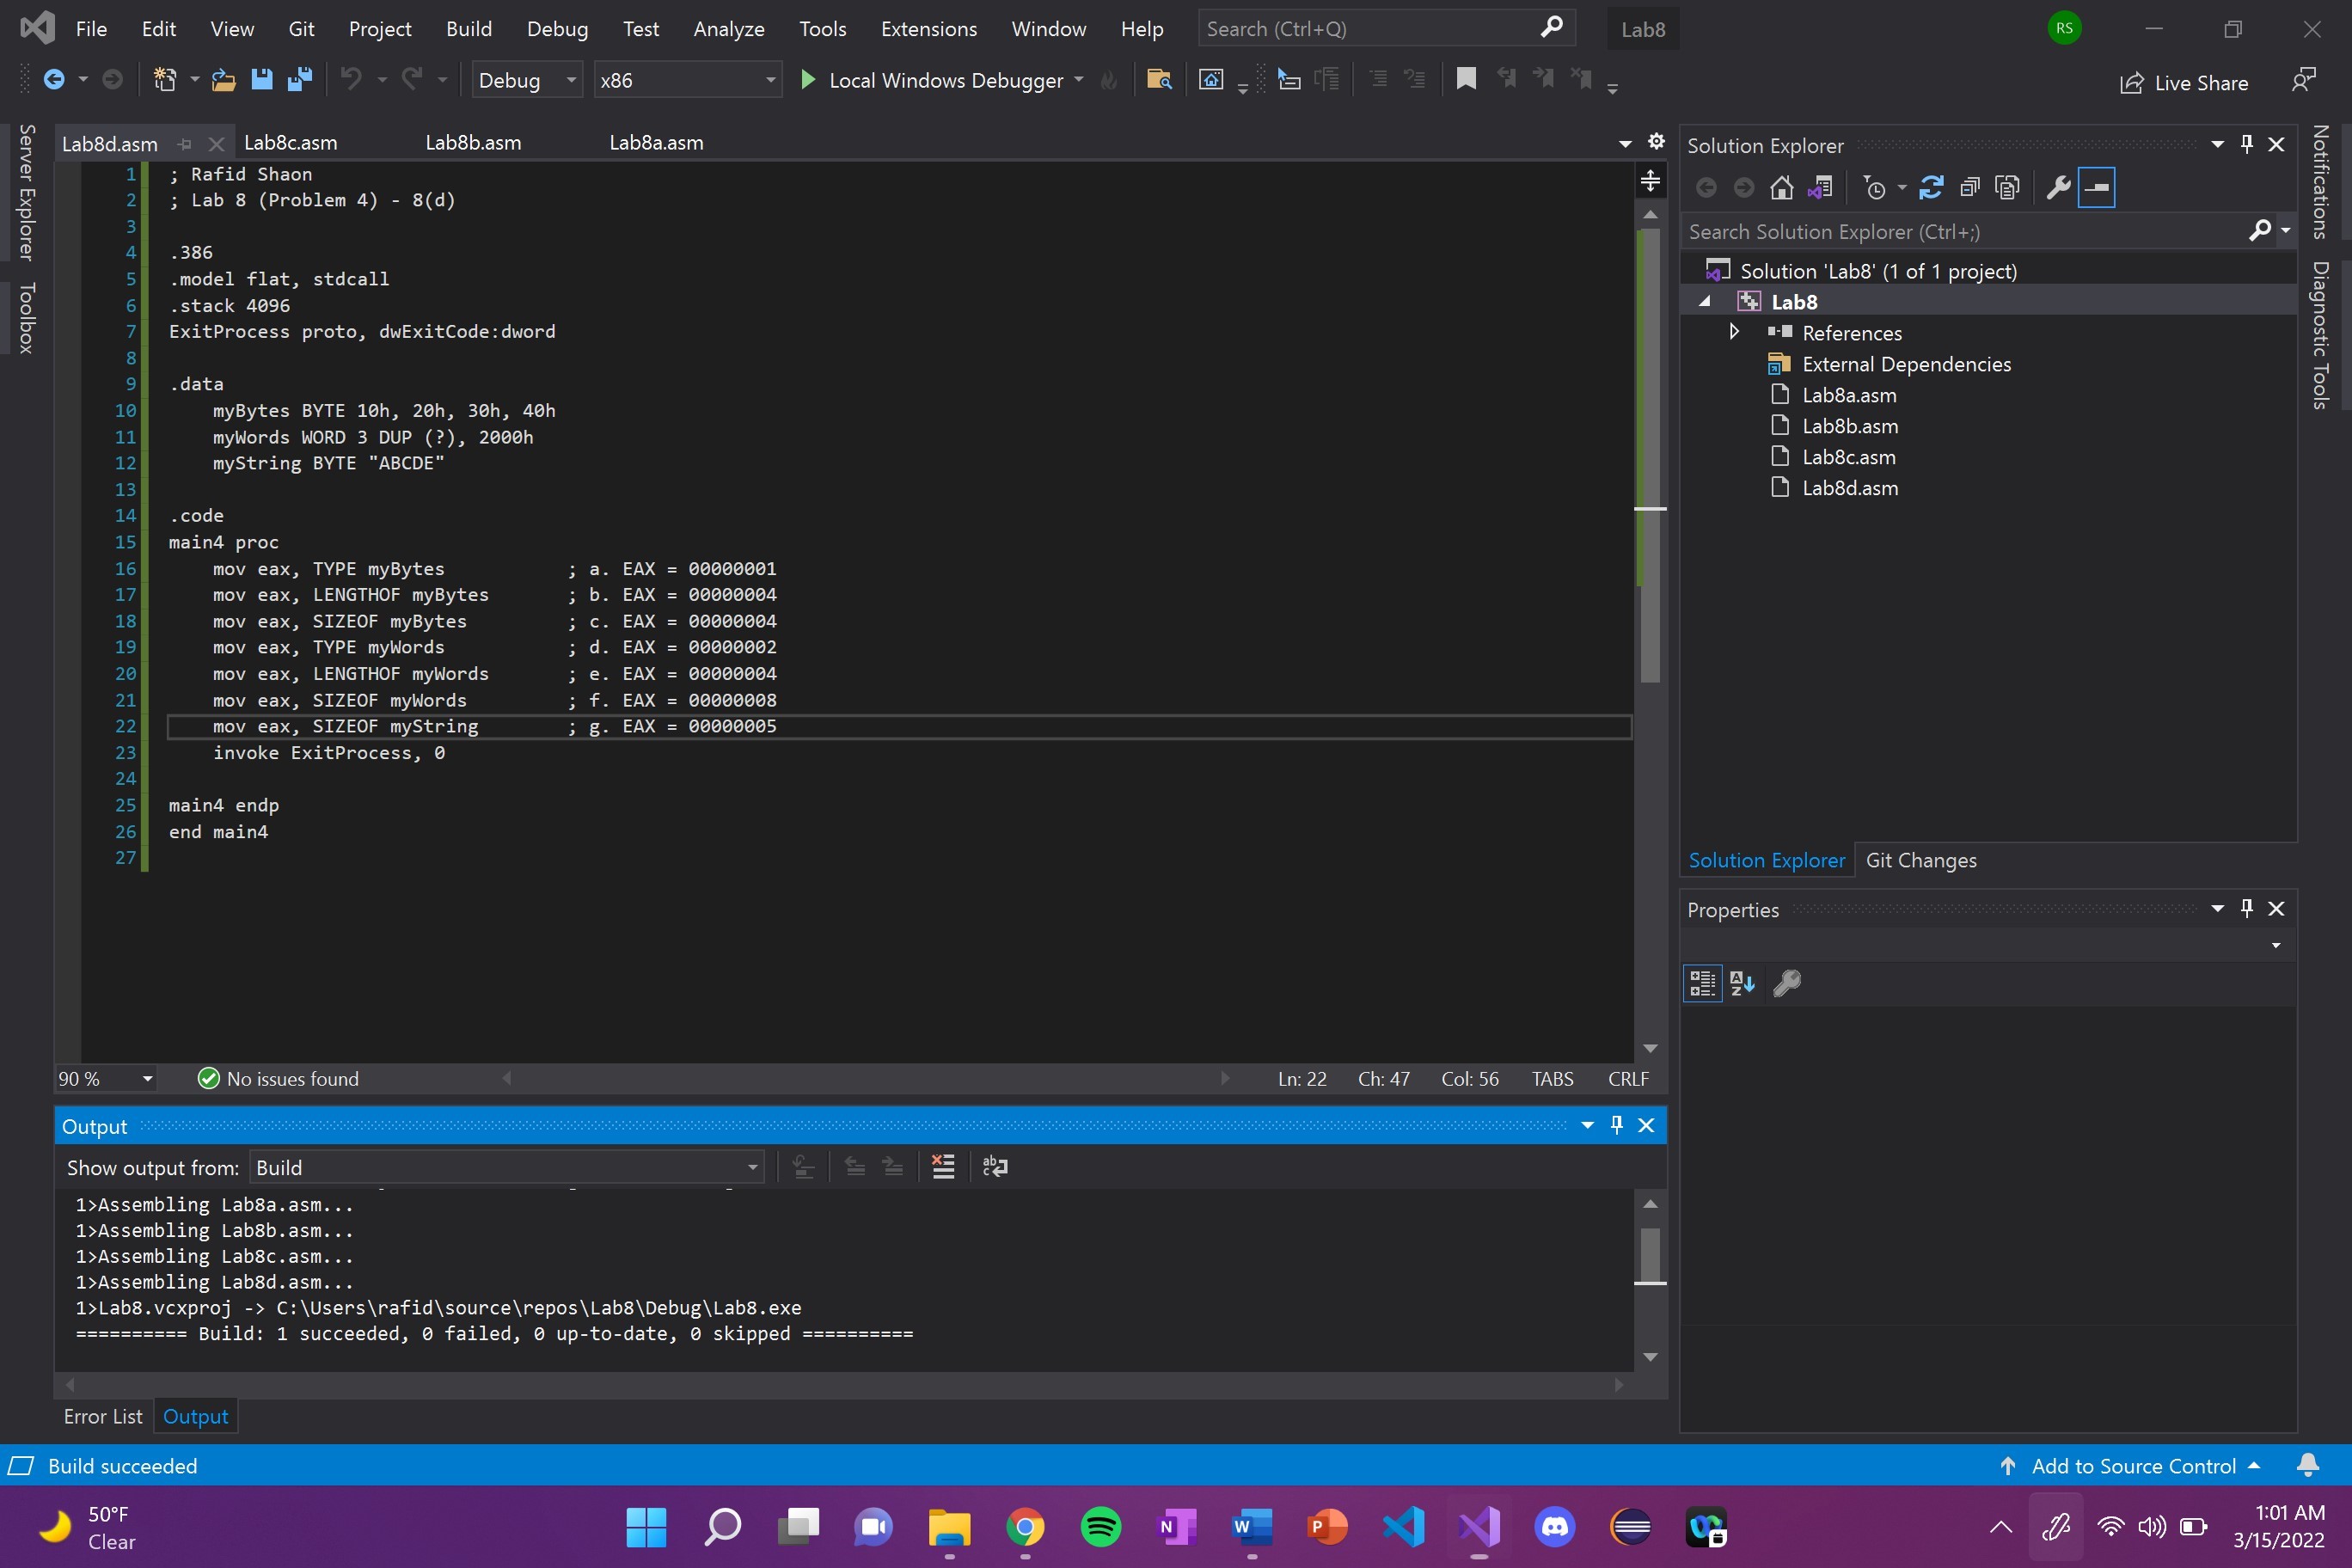 File Edit View Git Project Build Debug Test Analyze Tools Extensions Window Help Search (Ctrl+Q) Lab8 RS
Debug x86 Local Windows Debugger Live Share
Server Explorer
Toolbox
Lab8d.asm Lab8c.asm Lab8b.asm Lab8a.asm
1 ; Rafid Shaon
2 ; Lab 8 (Problem 4) - 8(d)
3
4 .386
5 .model flat, stdcall
6 .stack 4096
7 ExitProcess proto, dwExitCode:dword
8
9 .data
10 myBytes BYTE 10h, 20h, 30h, 40h
11 myWords WORD 3 DUP (?), 2000h
12 myString BYTE "ABCDE"
13
14 .code
15 main4 proc
16 mov eax, TYPE myBytes ; a. EAX = 00000001
17 mov eax, LENGTHOF myBytes ; b. EAX = 00000004
18 mov eax, SIZEOF myBytes ; c. EAX = 00000004
19 mov eax, TYPE myWords ; d. EAX = 00000002
20 mov eax, LENGTHOF myWords ; e. EAX = 00000004
21 mov eax, SIZEOF myWords ; f. EAX = 00000008
22 mov eax, SIZEOF myString ; g. EAX = 00000005
23 invoke ExitProcess, 0
24
25 main4 endp
26 end main4
27
90 % No issues found Ln: 22 Ch: 47 Col: 56 TABS CRLF
Output
Show output from: Build
1>Assembling Lab8a.asm...
1>Assembling Lab8b.asm...
1>Assembling Lab8c.asm...
1>Assembling Lab8d.asm...
1>Lab8.vcxproj -> C:\Users\rafid\source\repos\Lab8\Debug\Lab8.exe
========== Build: 1 succeeded, 0 failed, 0 up-to-date, 0 skipped ==========
Error List Output
Solution Explorer
Search Solution Explorer (Ctrl+;)
Solution 'Lab8' (1 of 1 project)
Lab8
References
External Dependencies
Lab8a.asm
Lab8b.asm
Lab8c.asm
Lab8d.asm
Solution Explorer Git Changes
Properties
Notifications
Diagnostic Tools
Build succeeded Add to Source Control
50°F
Clear
1:01 AM
3/15/2022